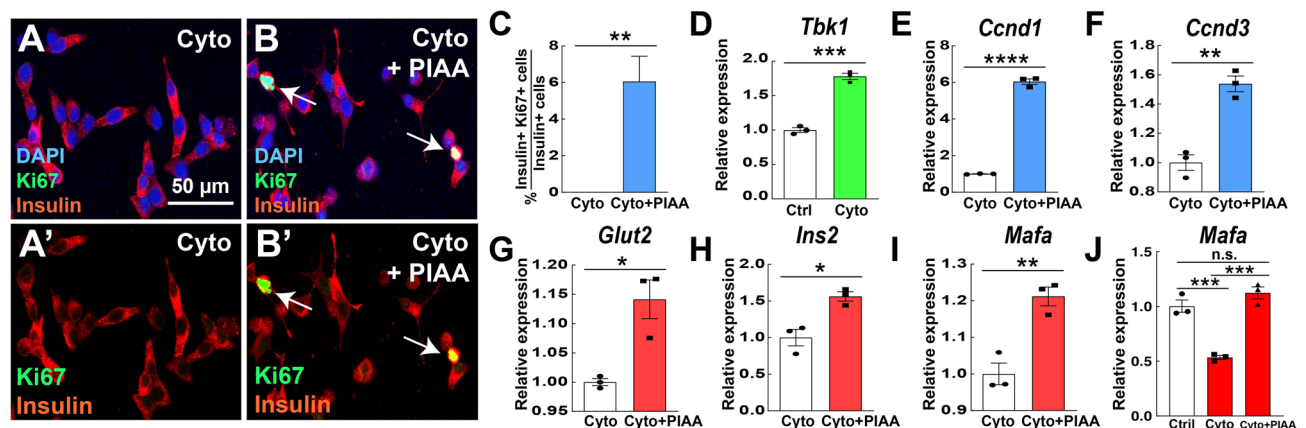 A
Cyto
DAPI
Ki67
Insulin
50 µm
B
Cyto
+ PIAA
DAPI
Ki67
Insulin
A’
Cyto
Ki67
Insulin
B’
Cyto
+ PIAA
Ki67
Insulin
C
**
% Insulin+ Ki67+ cells
Insulin+ cells
8
6
4
2
0
Cyto Cyto+PIAA
D
Tbk1
***
Relative expression
2.0
1.5
1.0
0.5
0
Ctrl Cyto
E
Ccnd1
****
Relative expression
8
6
4
2
0
Cyto Cyto+PIAA
F
Ccnd3
**
Relative expression
1.8
1.6
1.4
1.2
1.0
0.8
Cyto Cyto+PIAA
G
Glut2
*
Relative expression
1.20
1.15
1.10
1.05
1.00
0.95
Cyto Cyto+PIAA
H
Ins2
*
Relative expression
2.0
1.5
1.0
0.5
0.0
Cyto Cyto+PIAA
I
Mafa
**
Relative expression
1.3
1.2
1.1
1.0
0.9
Cyto Cyto+PIAA
J
Mafa
n.s.
*** ***
Relative expression
1.5
1.0
0.5
0.0
Ctril Cyto Cyto+PIAA